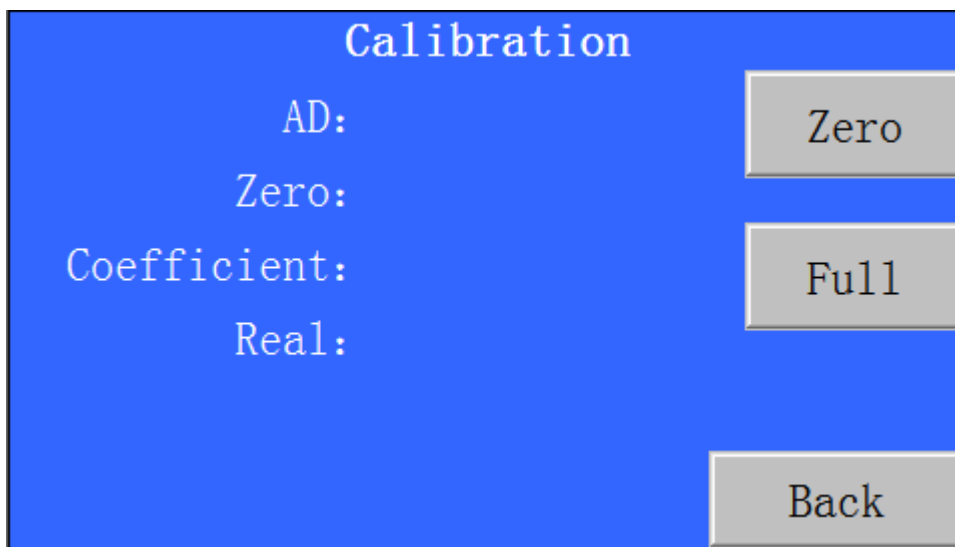 Calibration
AD：
Zero
Zero：
Coefficient：
Full
Real：
Back